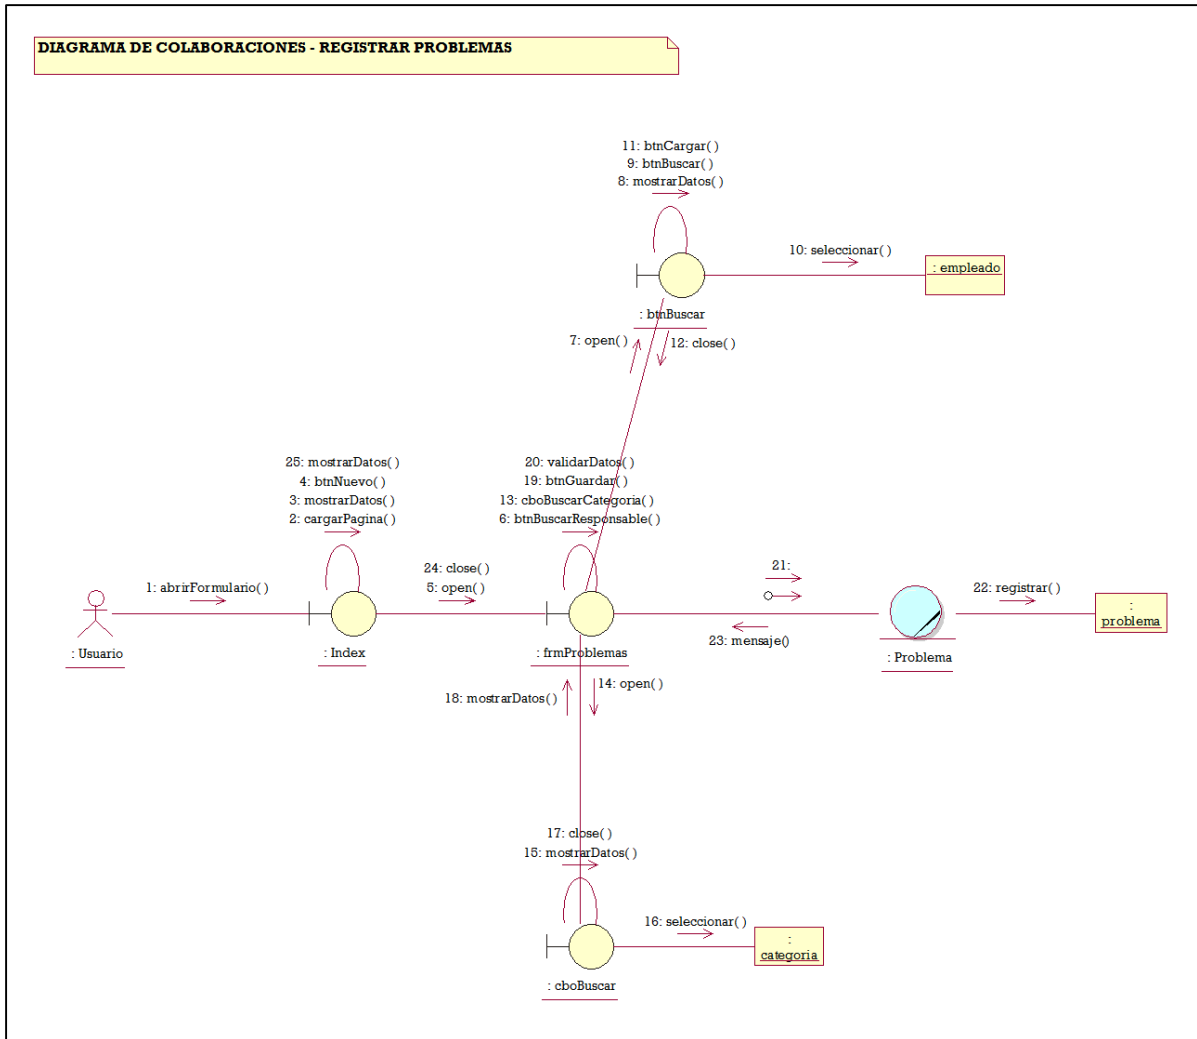 DIAGRAMA DE COLABORACIONES - REGISTRAR PROBLEMAS
11: btnCargar( )
9: btnBuscar( )
8: mostrarDatos( )
10: seleccionar( )
: empleado
: btnBuscar
7: open( )
12: close( )
25: mostrarDatos( )
4: btnNuevo( )
3: mostrarDatos( )
2: cargarPagina( )
20: validarDatos( )
19: btnGuardar( )
13: cboBuscarCategoria( )
6: btnBuscarResponsable( )
1: abrirFormulario( )
24: close( )
5: open( )
21:
22: registrar( )
:
problema
23: mensaje()
: Usuario
: Index
: frmProblemas
: Problema
18: mostrarDatos( )
14: open( )
17: close( )
15: mostrarDatos( )
16: seleccionar( )
:
categoria
: cboBuscar